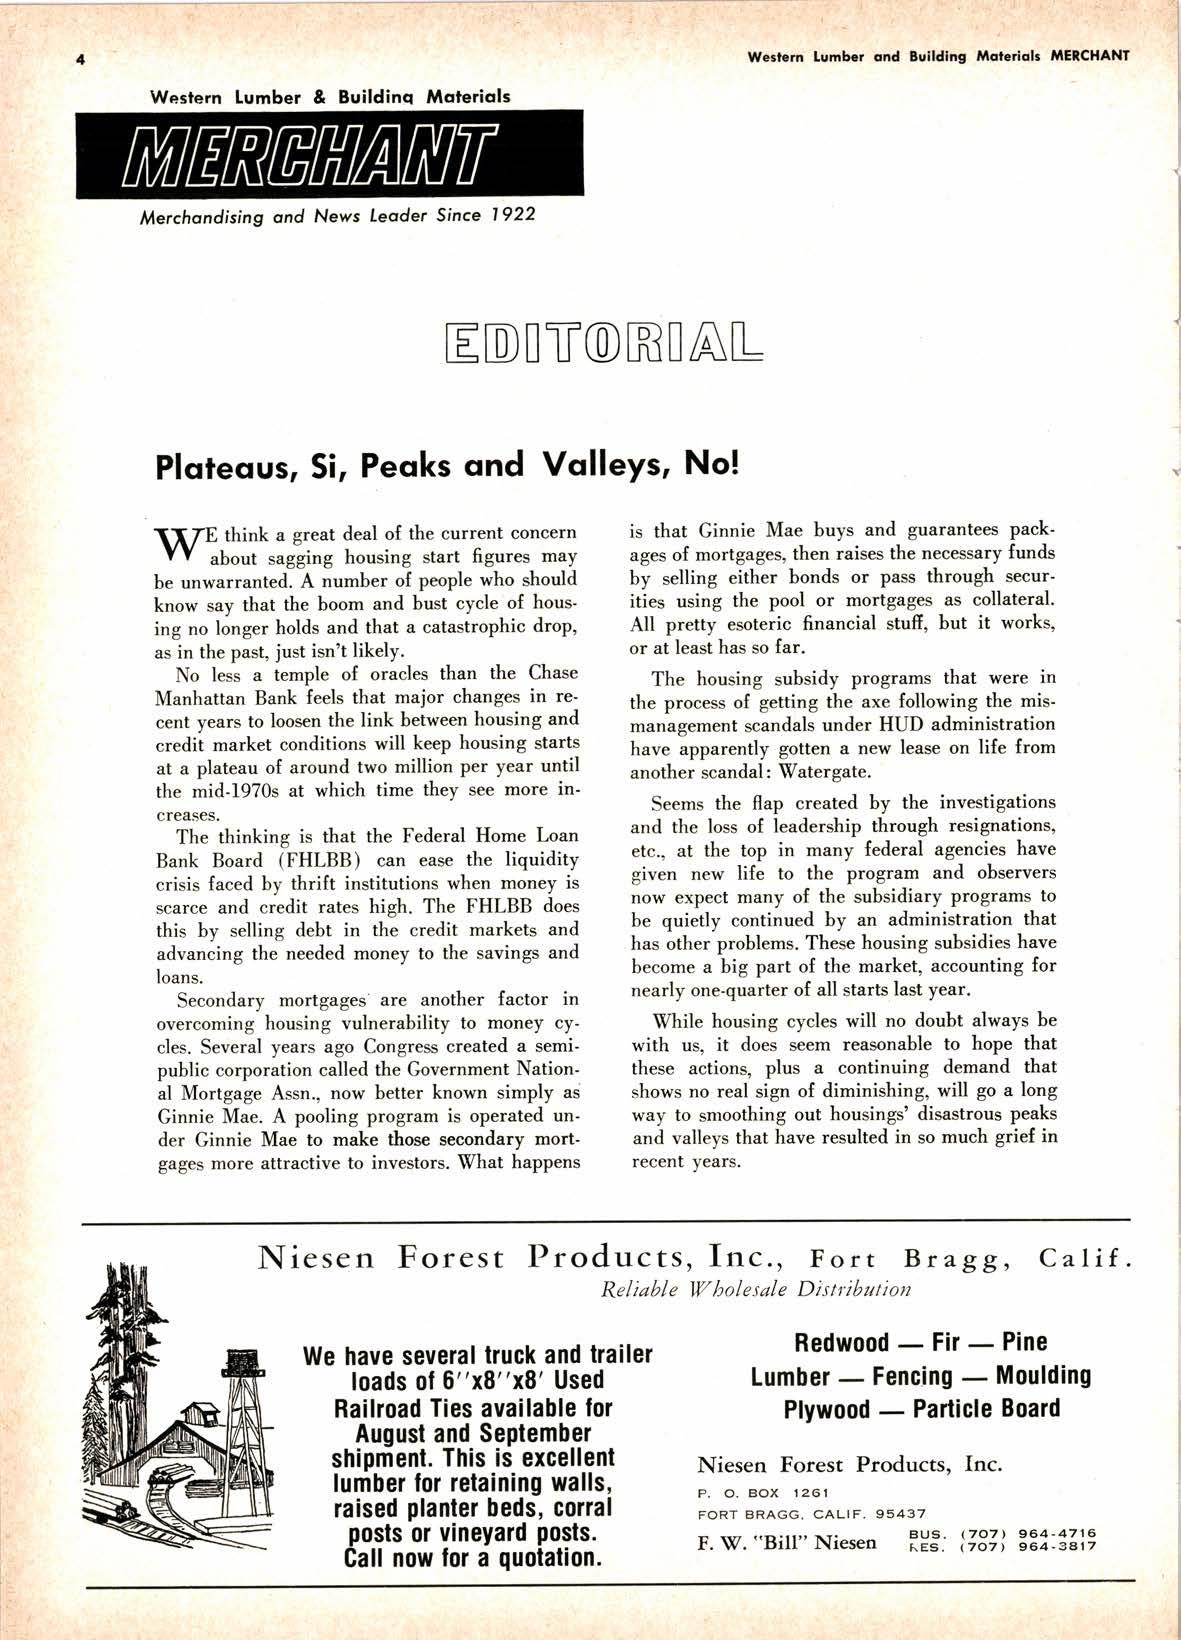 4
Western Lumber and Building Materials MERCHANT
Western Lumber & Building Materials
MERCHANT
Merchandising and News Leader Since 1922
EDITORIAL
Plateaus, Si, Peaks and Valleys, No!
WE think a great deal of the current concern
about sagging housing start figures may
be unwarranted. A number of people who should
know say that the boom and bust cycle of hous-
ing no longer holds and that a catastrophic drop,
as in the past, just isn't likely.
No less a temple of oracles than the Chase
Manhattan Bank feels that major changes in re-
cent years to loosen the link between housing and
credit market conditions will keep housing starts
at a plateau of around two million per year until
the mid-1970s at which time they see more in-
creases.
The thinking is that the Federal Home Loan
Bank Board (FHLBB) can ease the liquidity
crisis faced by thrift institutions when money is
scarce and credit rates high. The FHLBB does
this by selling debt in the credit markets and
advancing the needed money to the savings and
loans.
Secondary mortgages are another factor in
overcoming housing vulnerability to money cy-
cles. Several years ago Congress created a semi-
public corporation called the Government Nation-
al Mortgage Assn., now better known simply as
Ginnie Mae. A pooling program is operated un-
der Ginnie Mae to make those secondary mort-
gages more attractive to investors. What happens
is that Ginnie Mae buys and guarantees pack-
ages of mortgages, then raises the necessary funds
by selling either bonds or pass through secur-
ities using the pool or mortgages as collateral.
All pretty esoteric financial stuff, but it works,
or at least has so far.
The housing subsidy programs that were in
the process of getting the axe following the mis-
management scandals under HUD administration
have apparently gotten a new lease on life from
another scandal: Watergate.
Seems the flap created by the investigations
and the loss of leadership through resignations,
etc., at the top in many federal agencies have
given new life to the program and observers
now expect many of the subsidiary programs to
be quietly continued by an administration that
has other problems. These housing subsidies have
become a big part of the market, accounting for
nearly one-quarter of all starts last year.
While housing cycles will no doubt always be
with us, it does seem reasonable to hope that
these actions, plus a continuing demand that
shows no real sign of diminishing, will go a long
way to smoothing out housings' disastrous peaks
and valleys that have resulted in so much grief in
recent years.
Niesen Forest Products, Inc., Fort Bragg, Calif.
Reliable Wholesale Distribution
We have several truck and trailer
loads of 6''x8''x8' Used
Railroad Ties available for
August and September
shipment. This is excellent
lumber for retaining walls,
raised planter beds, corral
posts or vineyard posts.
Call now for a quotation.
Redwood — Fir — Pine
Lumber — Fencing — Moulding
Plywood — Particle Board
Niesen Forest Products, Inc.
P. O. BOX 1261
FORT BRAGG, CALIF. 95437
F. W. "Bill" Niesen
BUS. (707) 964-4716
RES. (707) 964-3817